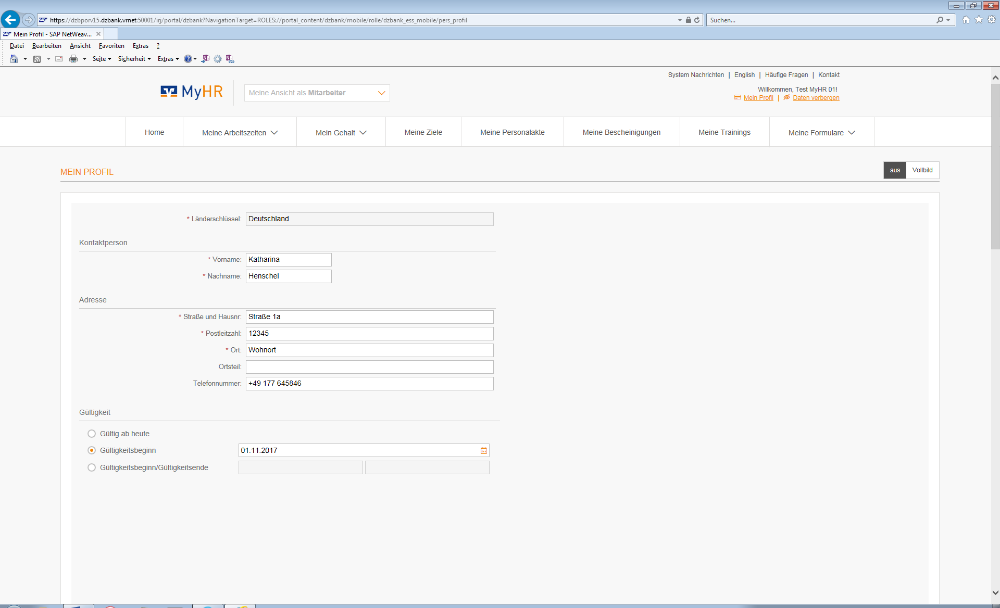 https://dzbporv15.dzbank.vrnet:50001/irj/portal/dzbank?NavigationTarget=ROLES://portal_content/dzbank/mobile/rolle/dzbank_ess_mobile/pers_profil
Suchen...
Mein Profil - SAP NetWeav...
Datei Bearbeiten Ansicht Favoriten Extras ?
Seite Sicherheit Extras
System Nachrichten | English | Häufige Fragen | Kontakt
MyHR
Meine Ansicht als Mitarbeiter
Willkommen, Test MyHR 01!
Mein Profil | Daten verbergen
Home Meine Arbeitszeiten Mein Gehalt Meine Ziele Meine Personalakte Meine Bescheinigungen Meine Trainings Meine Formulare
MEIN PROFIL
aus Vollbild
* Länderschlüssel: Deutschland
Kontaktperson
* Vorname: Katharina
* Nachname: Henschel
Adresse
* Straße und Hausnr: Straße 1a
* Postleitzahl: 12345
* Ort: Wohnort
Ortsteil:
Telefonnummer: +49 177 645846
Gültigkeit
Gültig ab heute
Gültigkeitsbeginn 01.11.2017
Gültigkeitsbeginn/Gültigkeitsende